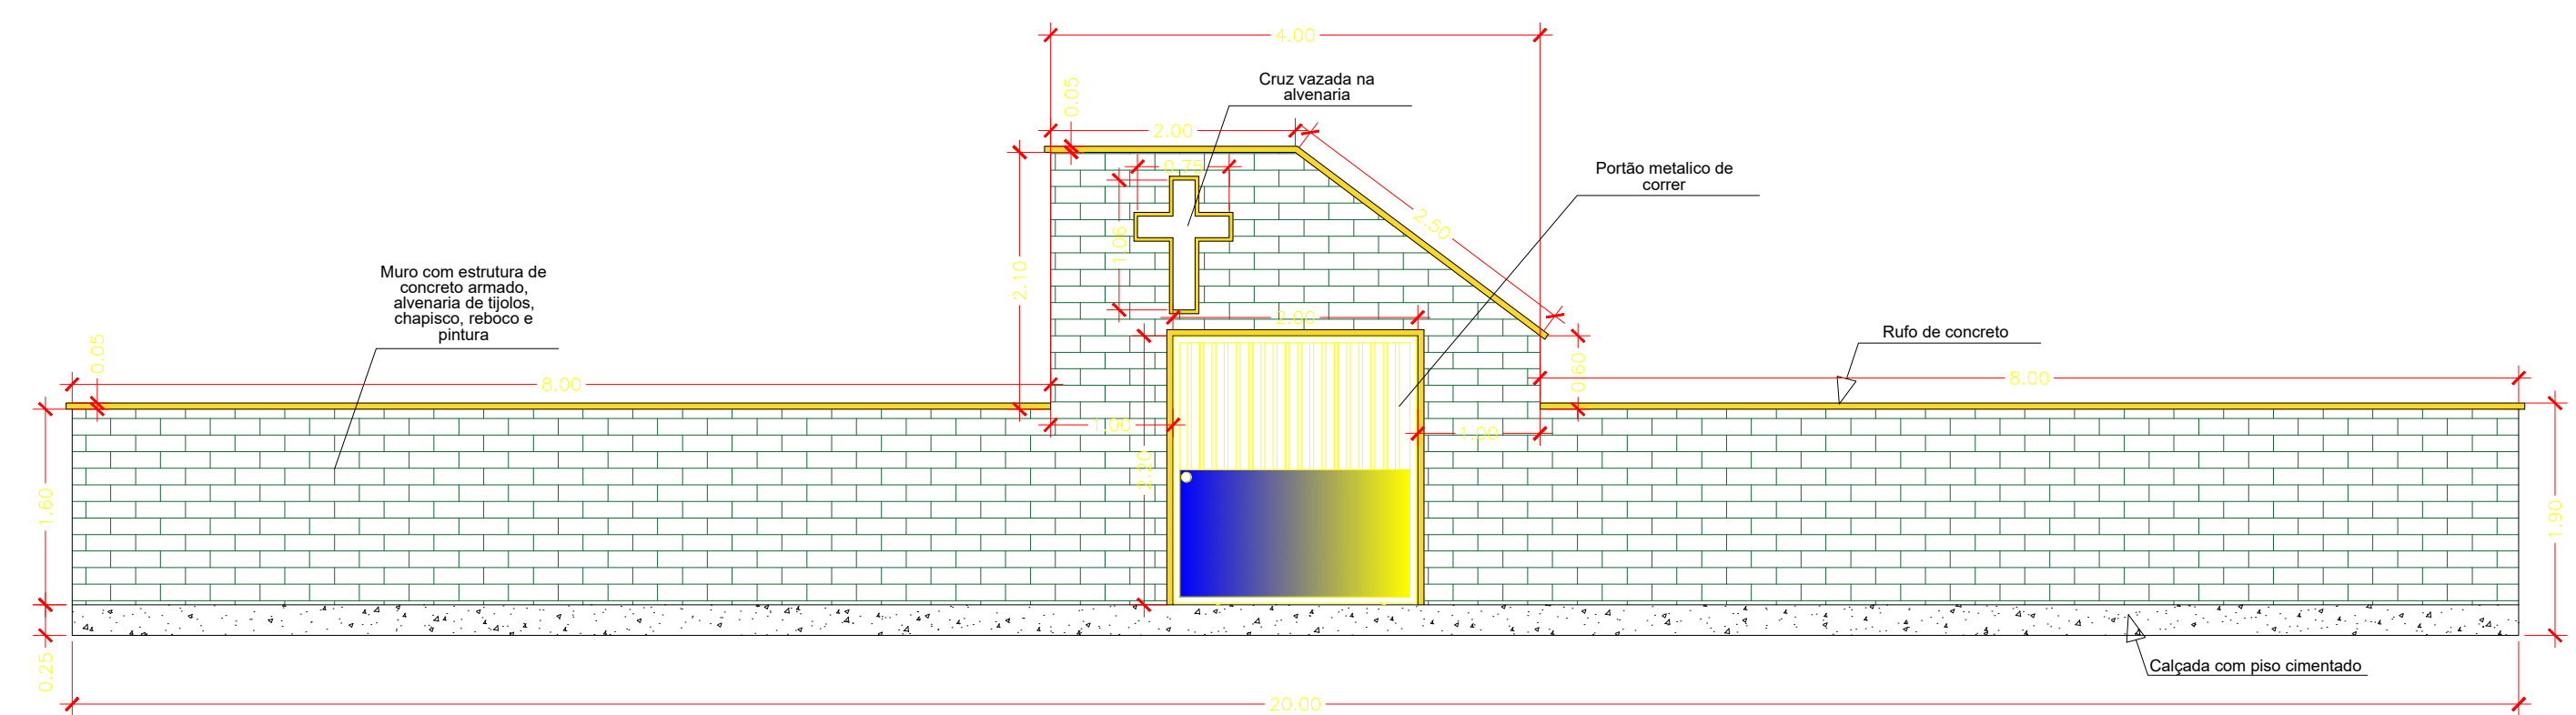 4.00
Cruz vazada na
alvenaria
0.05
2.00
0.75
Portão metalico de
correr
2.50
1.06
2.10
Muro com estrutura de
concreto armado,
alvenaria de tijolos,
chapisco, reboco e
pintura
2.00
Rufo de concreto
0.05
0.60
8.00
8.00
1.00
1.00
2.20
1.60
1.90
0.25
Calçada com piso cimentado
20.00